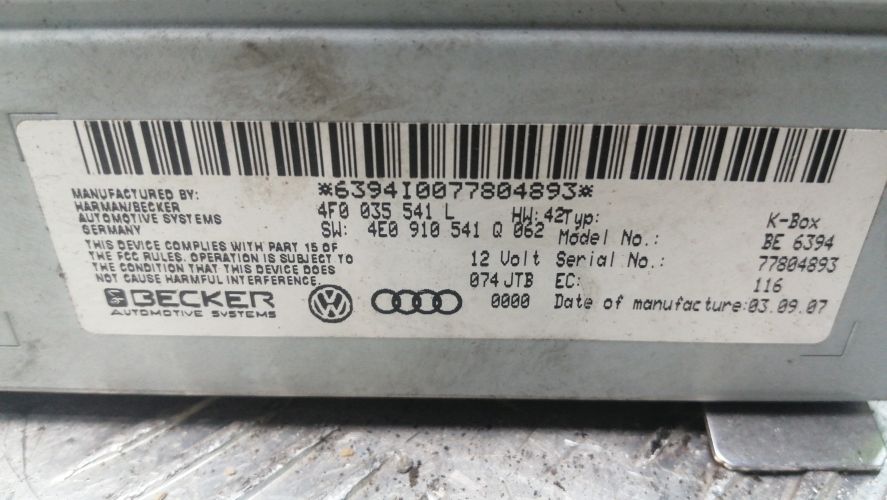 *6394I0077804893*
MANUFACTURED BY:
HARMAN/BECKER
AUTOMOTIVE SYSTEMS
GERMANY
4F0 035 541 L HW: 42 Typ: K-Box
SW: 4E0 910 541 Q 062 Model No.: BE 6394
12 Volt Serial No.: 77804893
074 JTB EC: 116
0000 Date of manufacture: 03.09.07
THIS DEVICE COMPLIES WITH PART 15 OF
THE FCC RULES. OPERATION IS SUBJECT TO
THE CONDITION THAT THIS DEVICE DOES
NOT CAUSE HARMFUL INTERFERENCE.
BECKER
AUTOMOTIVE SYSTEMS
VW